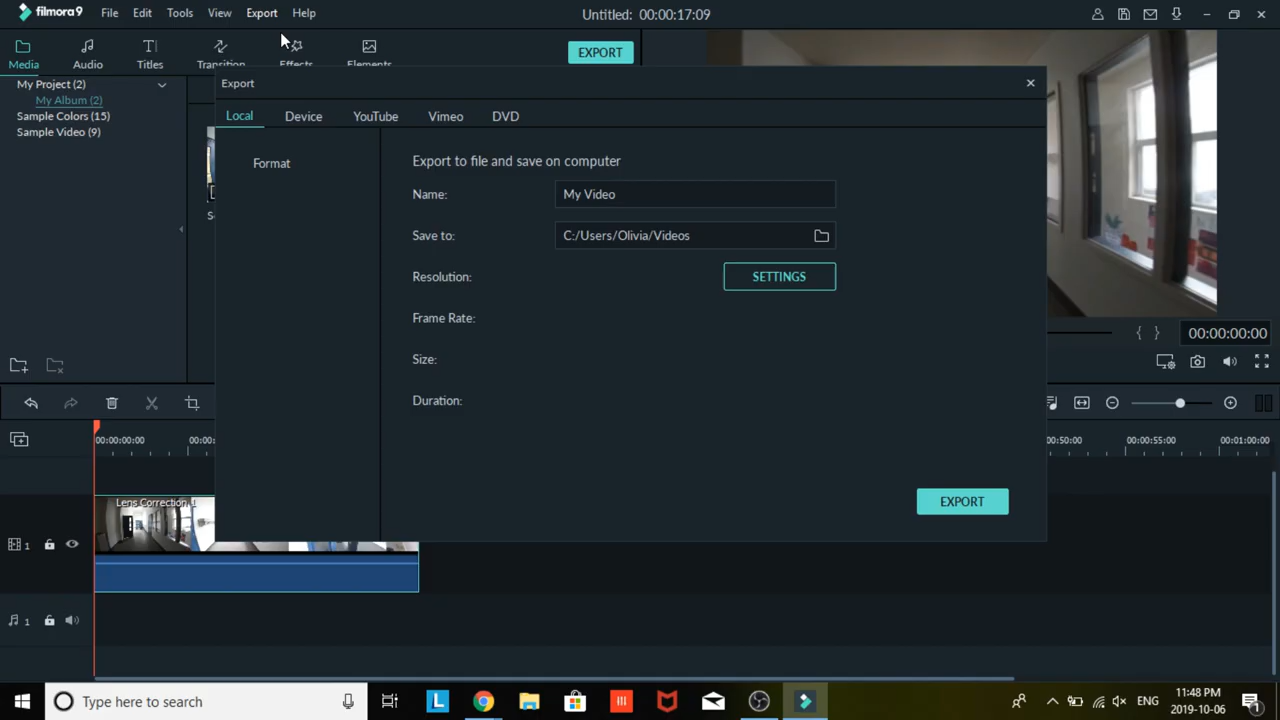 filmora9 File Edit Tools View Export Help Untitled: 00:00:17:09
Media Audio Titles Transition Effects Elements EXPORT
My Project (2)
My Album (2)
Sample Colors (15)
Sample Video (9)
Export
Local Device YouTube Vimeo DVD
Format
Export to file and save on computer
Name: My Video
Save to: C:/Users/Olivia/Videos
Resolution: SETTINGS
Frame Rate:
Size:
Duration:
EXPORT
00:00:00:00
00:00:00:00 00:00:50:00 00:00:55:00 00:01:00:00
Lens Correction 1
1
1
Type here to search
ENG
11:48 PM
2019-10-06
1